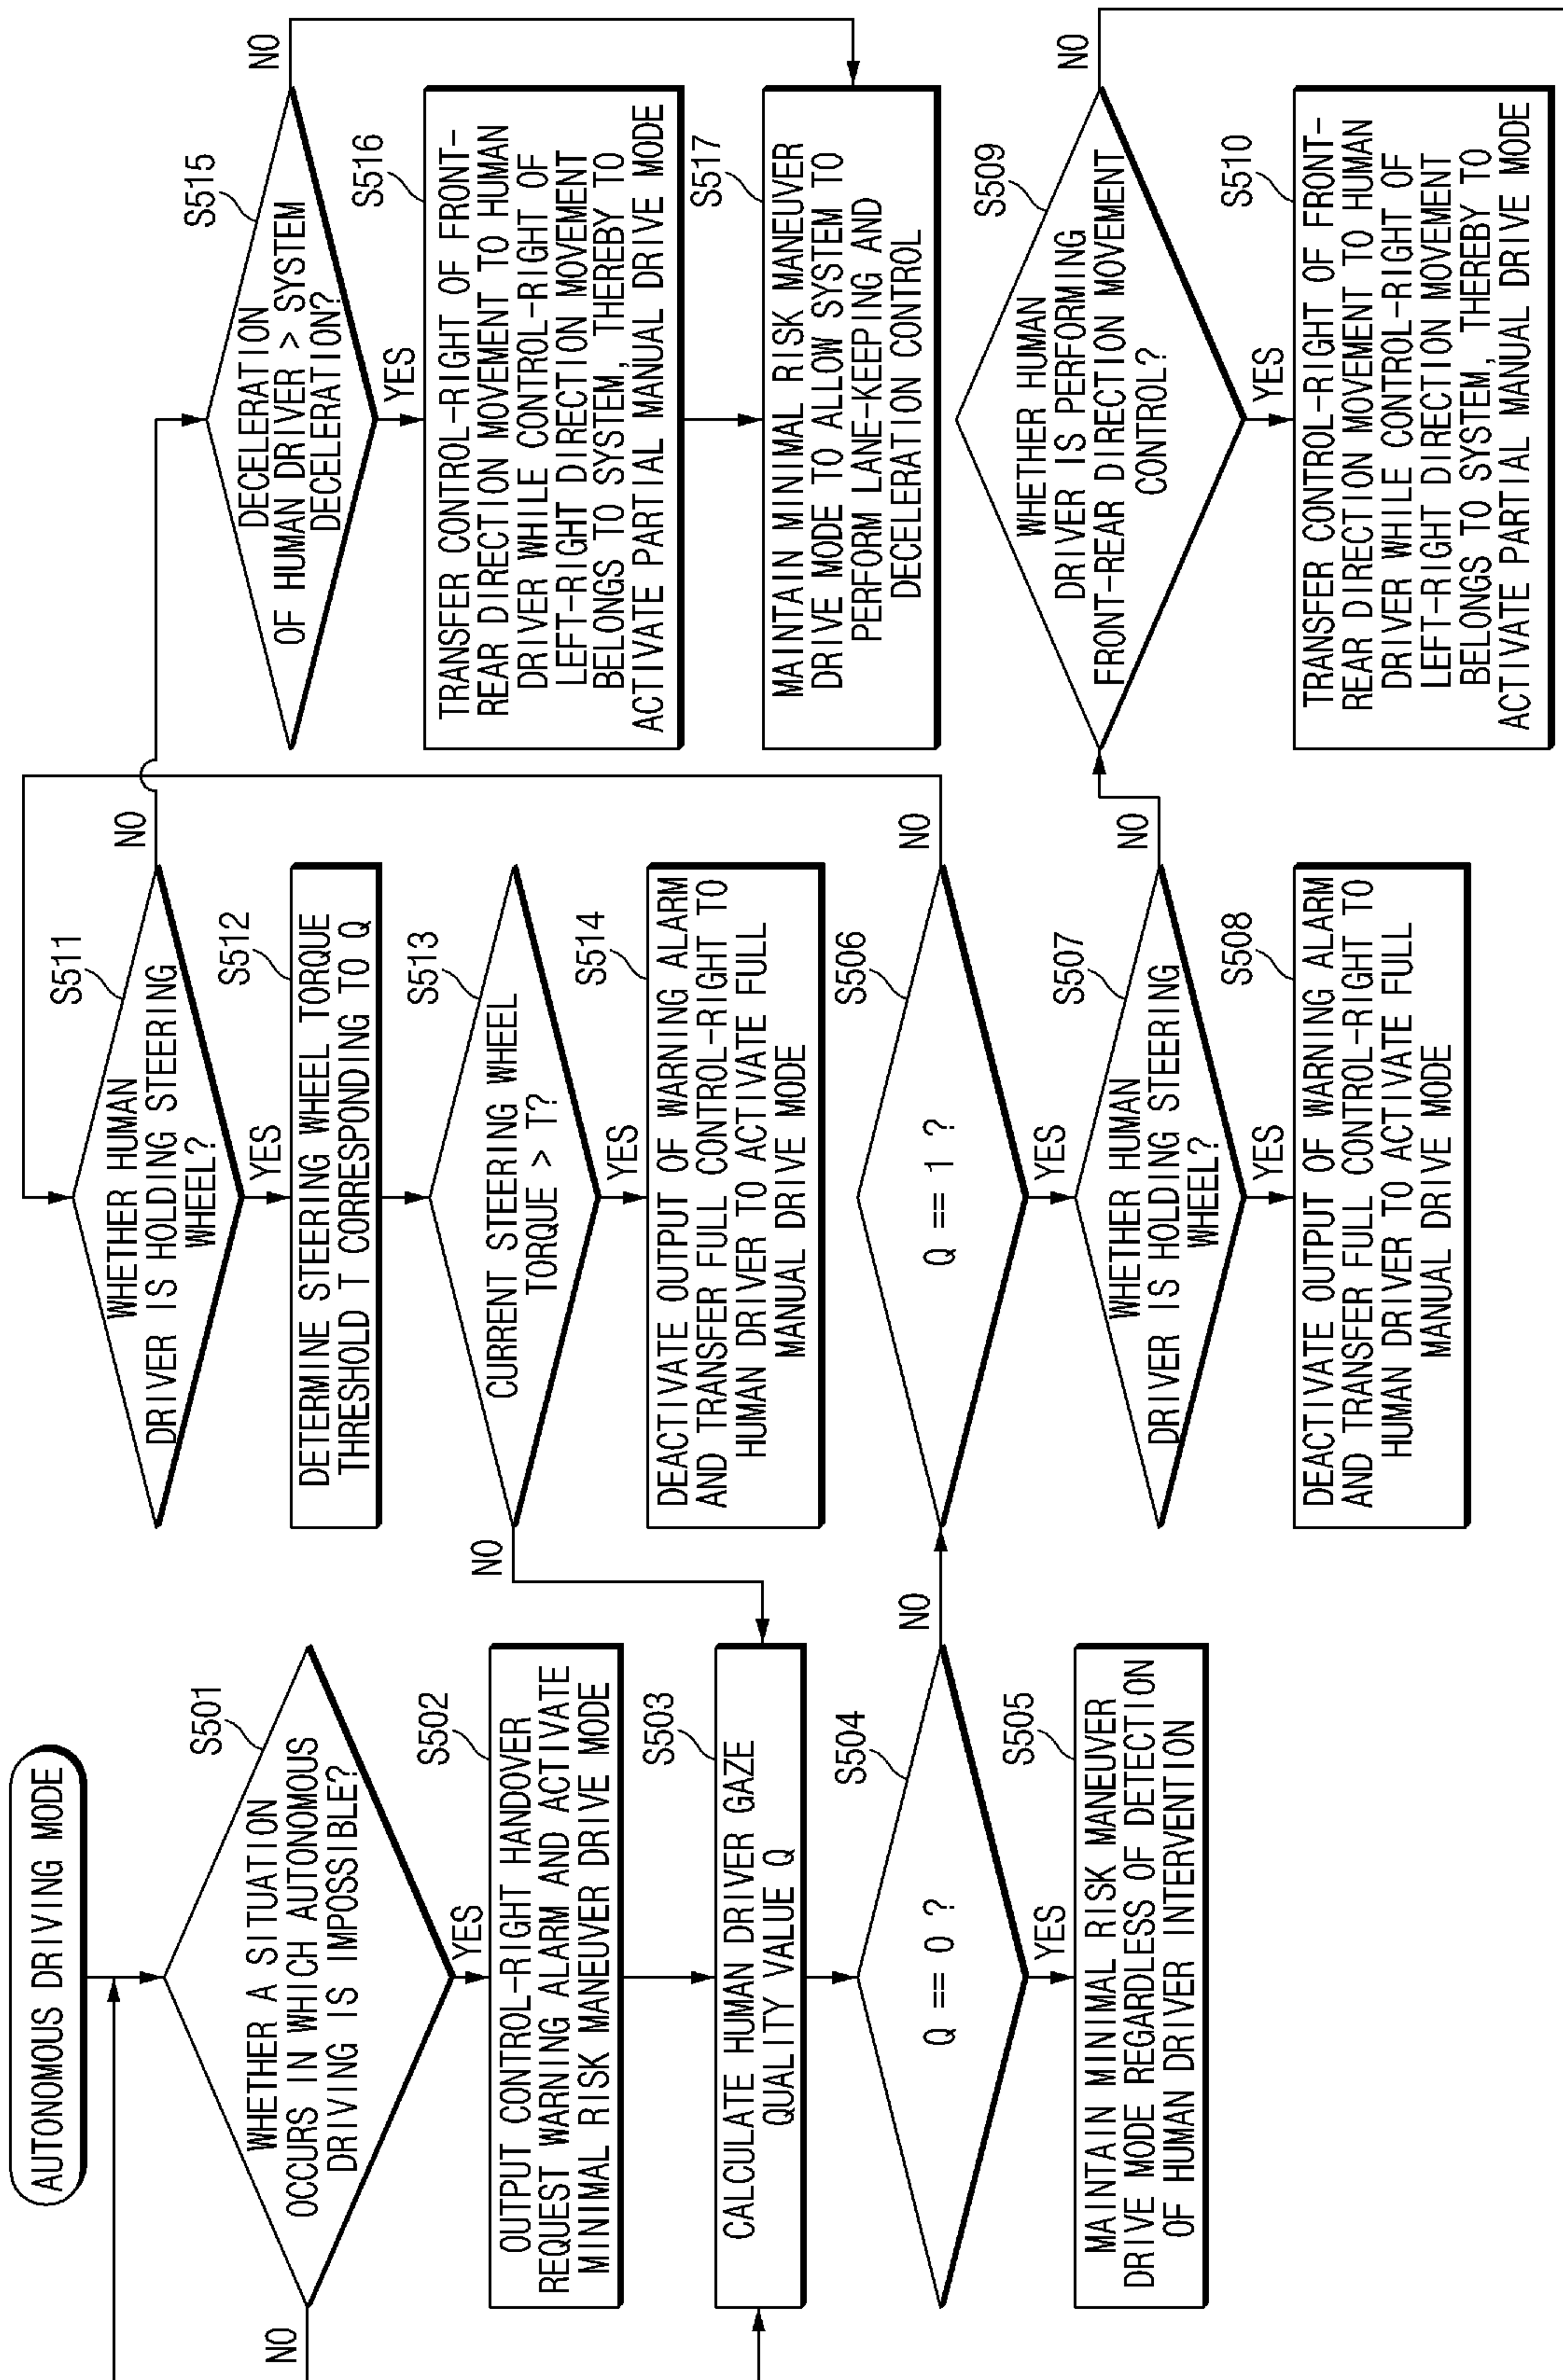 AUTONOMOUS DRIVING MODE
WHETHER A SITUATION
OCCURS IN WHICH AUTONOMOUS
DRIVING IS IMPOSSIBLE?
S501
NO
YES
OUTPUT CONTROL-RIGHT HANDOVER
REQUEST WARNING ALARM AND ACTIVATE
MINIMAL RISK MANEUVER DRIVE MODE
S502
CALCULATE HUMAN DRIVER GAZE
QUALITY VALUE Q
S503
Q == 0 ?
S504
NO
YES
MAINTAIN MINIMAL RISK MANEUVER
DRIVE MODE REGARDLESS OF DETECTION
OF HUMAN DRIVER INTERVENTION
S505
WHETHER HUMAN
DRIVER IS HOLDING STEERING
WHEEL?
S511
NO
YES
DETERMINE STEERING WHEEL TORQUE
THRESHOLD T CORRESPONDING TO Q
S512
CURRENT STEERING WHEEL
TORQUE > T?
S513
NO
YES
DEACTIVATE OUTPUT OF WARNING ALARM
AND TRANSFER FULL CONTROL-RIGHT TO
HUMAN DRIVER TO ACTIVATE FULL
MANUAL DRIVE MODE
S514
Q == 1 ?
S506
NO
YES
WHETHER HUMAN
DRIVER IS HOLDING STEERING
WHEEL?
S507
NO
YES
DEACTIVATE OUTPUT OF WARNING ALARM
AND TRANSFER FULL CONTROL-RIGHT TO
HUMAN DRIVER TO ACTIVATE FULL
MANUAL DRIVE MODE
S508
DECELERATION
OF HUMAN DRIVER > SYSTEM
DECELERATION?
S515
NO
YES
TRANSFER CONTROL-RIGHT OF FRONT-
REAR DIRECTION MOVEMENT TO HUMAN
DRIVER WHILE CONTROL-RIGHT OF
LEFT-RIGHT DIRECTION MOVEMENT
BELONGS TO SYSTEM, THEREBY TO
ACTIVATE PARTIAL MANUAL DRIVE MODE
S516
MAINTAIN MINIMAL RISK MANEUVER
DRIVE MODE TO ALLOW SYSTEM TO
PERFORM LANE-KEEPING AND
DECELERATION CONTROL
S517
WHETHER HUMAN
DRIVER IS PERFORMING
FRONT-REAR DIRECTION MOVEMENT
CONTROL?
S509
NO
YES
TRANSFER CONTROL-RIGHT OF FRONT-
REAR DIRECTION MOVEMENT TO HUMAN
DRIVER WHILE CONTROL-RIGHT OF
LEFT-RIGHT DIRECTION MOVEMENT
BELONGS TO SYSTEM, THEREBY TO
ACTIVATE PARTIAL MANUAL DRIVE MODE
S510